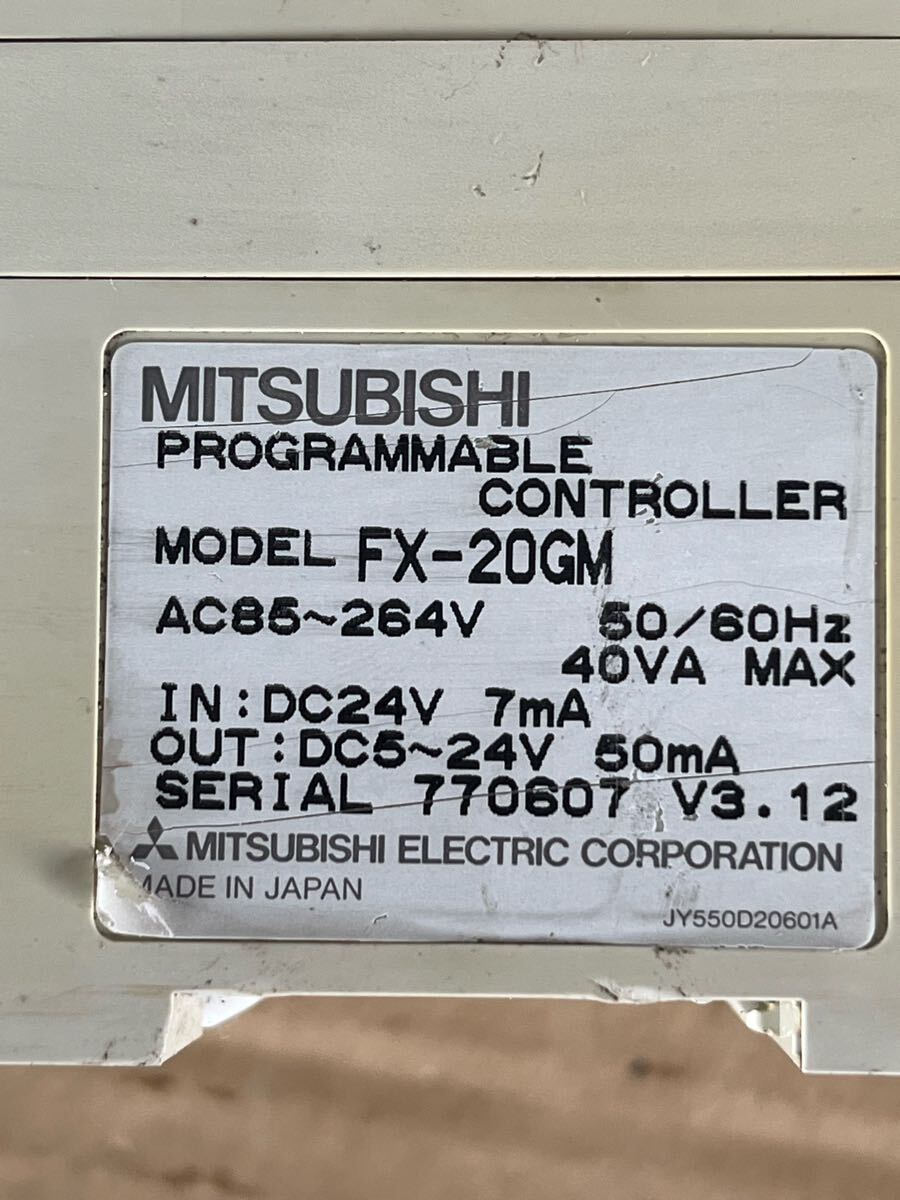 MITSUBISHI
PROGRAMMABLE
CONTROLLER
MODEL FX-20GM
AC85~264V 50/60Hz
40VA MAX
IN:DC24V 7mA
OUT:DC5~24V 50mA
SERIAL 770607 V3.12
MITSUBISHI ELECTRIC CORPORATION
MADE IN JAPAN
JY550D20601A